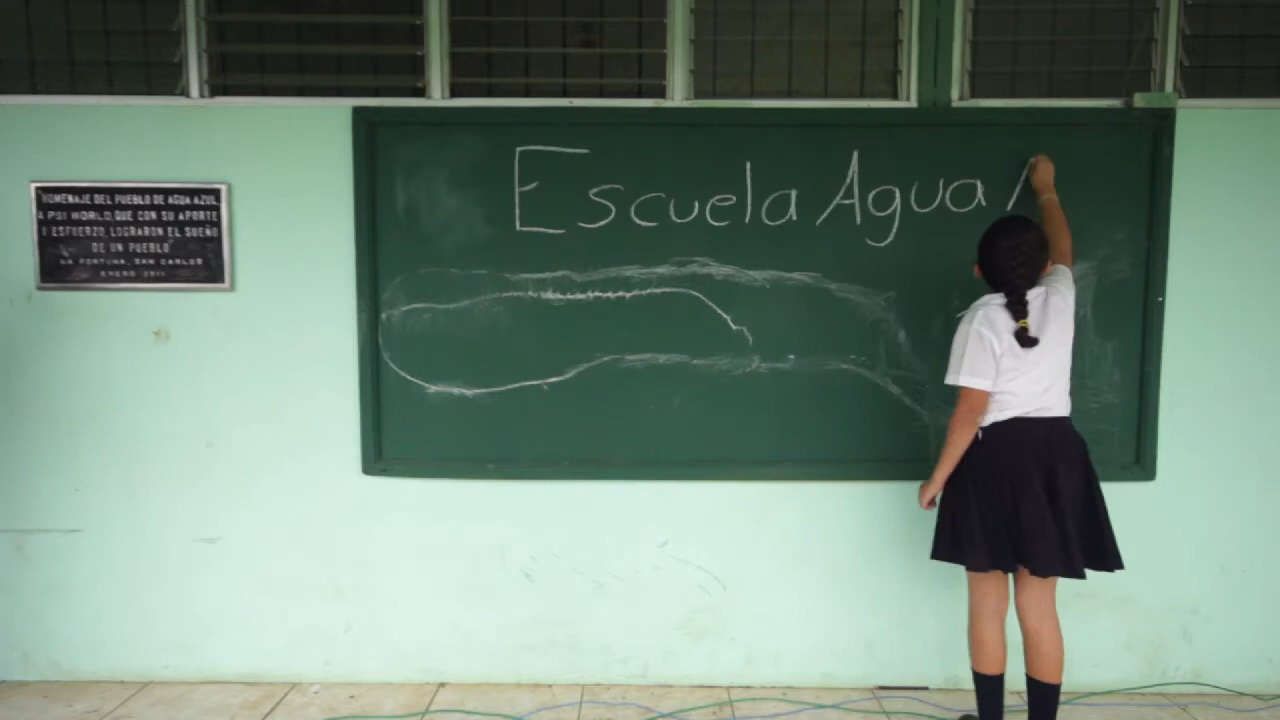 HOMENAJE DEL PUEBLO DE AGUA AZUL,
A PSI WORLD, QUE CON SU APORTE
Y ESFUERZO, LOGRARON EL SUEÑO
DE UN PUEBLO
LA FORTUNA, SAN CARLOS
ENERO 2011
Escuela Agua